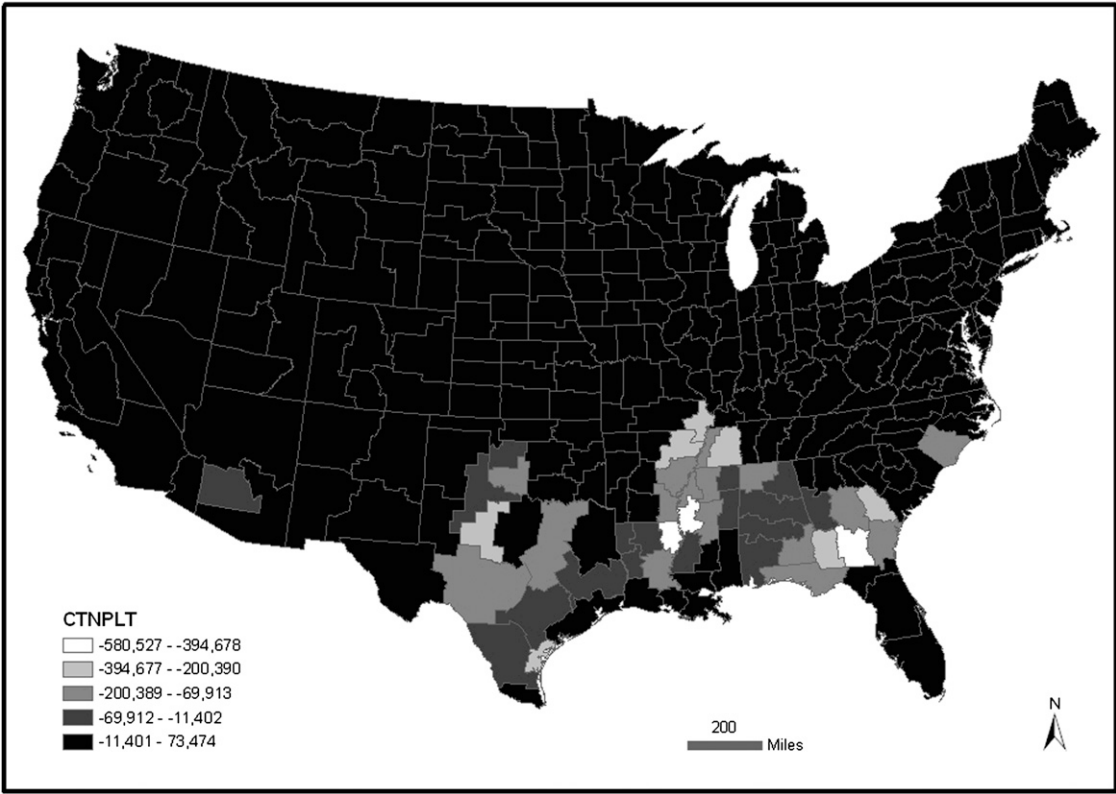 CTNPLT
-580,527 - -394,678
-394,677 - -200,390
-200,389 - -69,913
-69,912 - -11,402
-11,401 - 73,474
200
Miles
N